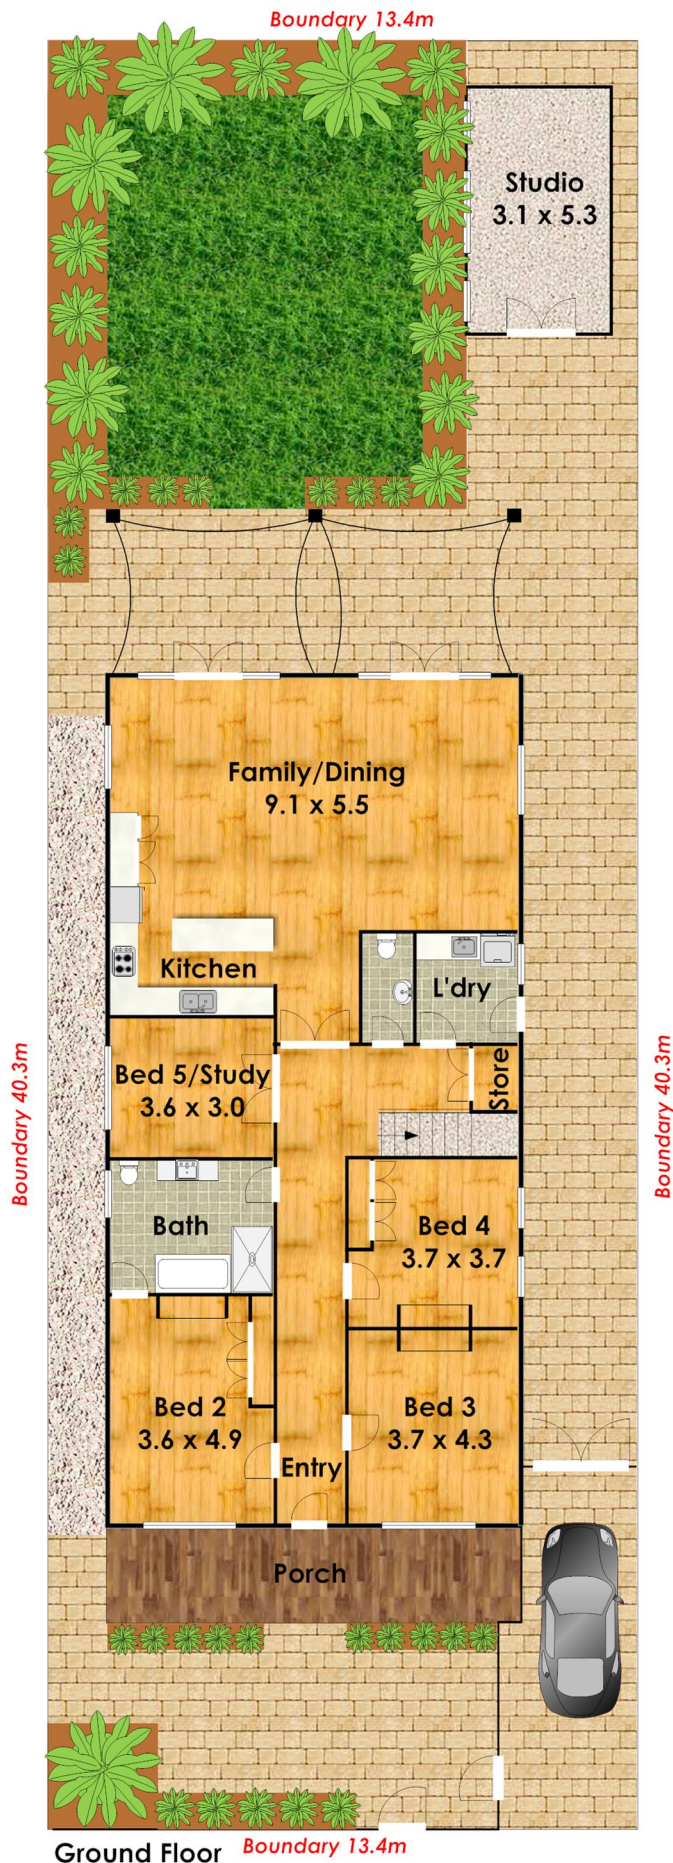 Boundary 13.4m
Studio
3.1 x 5.3
Family/Dining
9.1 x 5.5
Kitchen
L'dry
Bed 5/Study
3.6 x 3.0
Store
Boundary 40.3m
Boundary 40.3m
Bath
Bed 4
3.7 x 3.7
Bed 2
3.6 x 4.9
Bed 3
3.7 x 4.3
Entry
Porch
Ground Floor
Boundary 13.4m